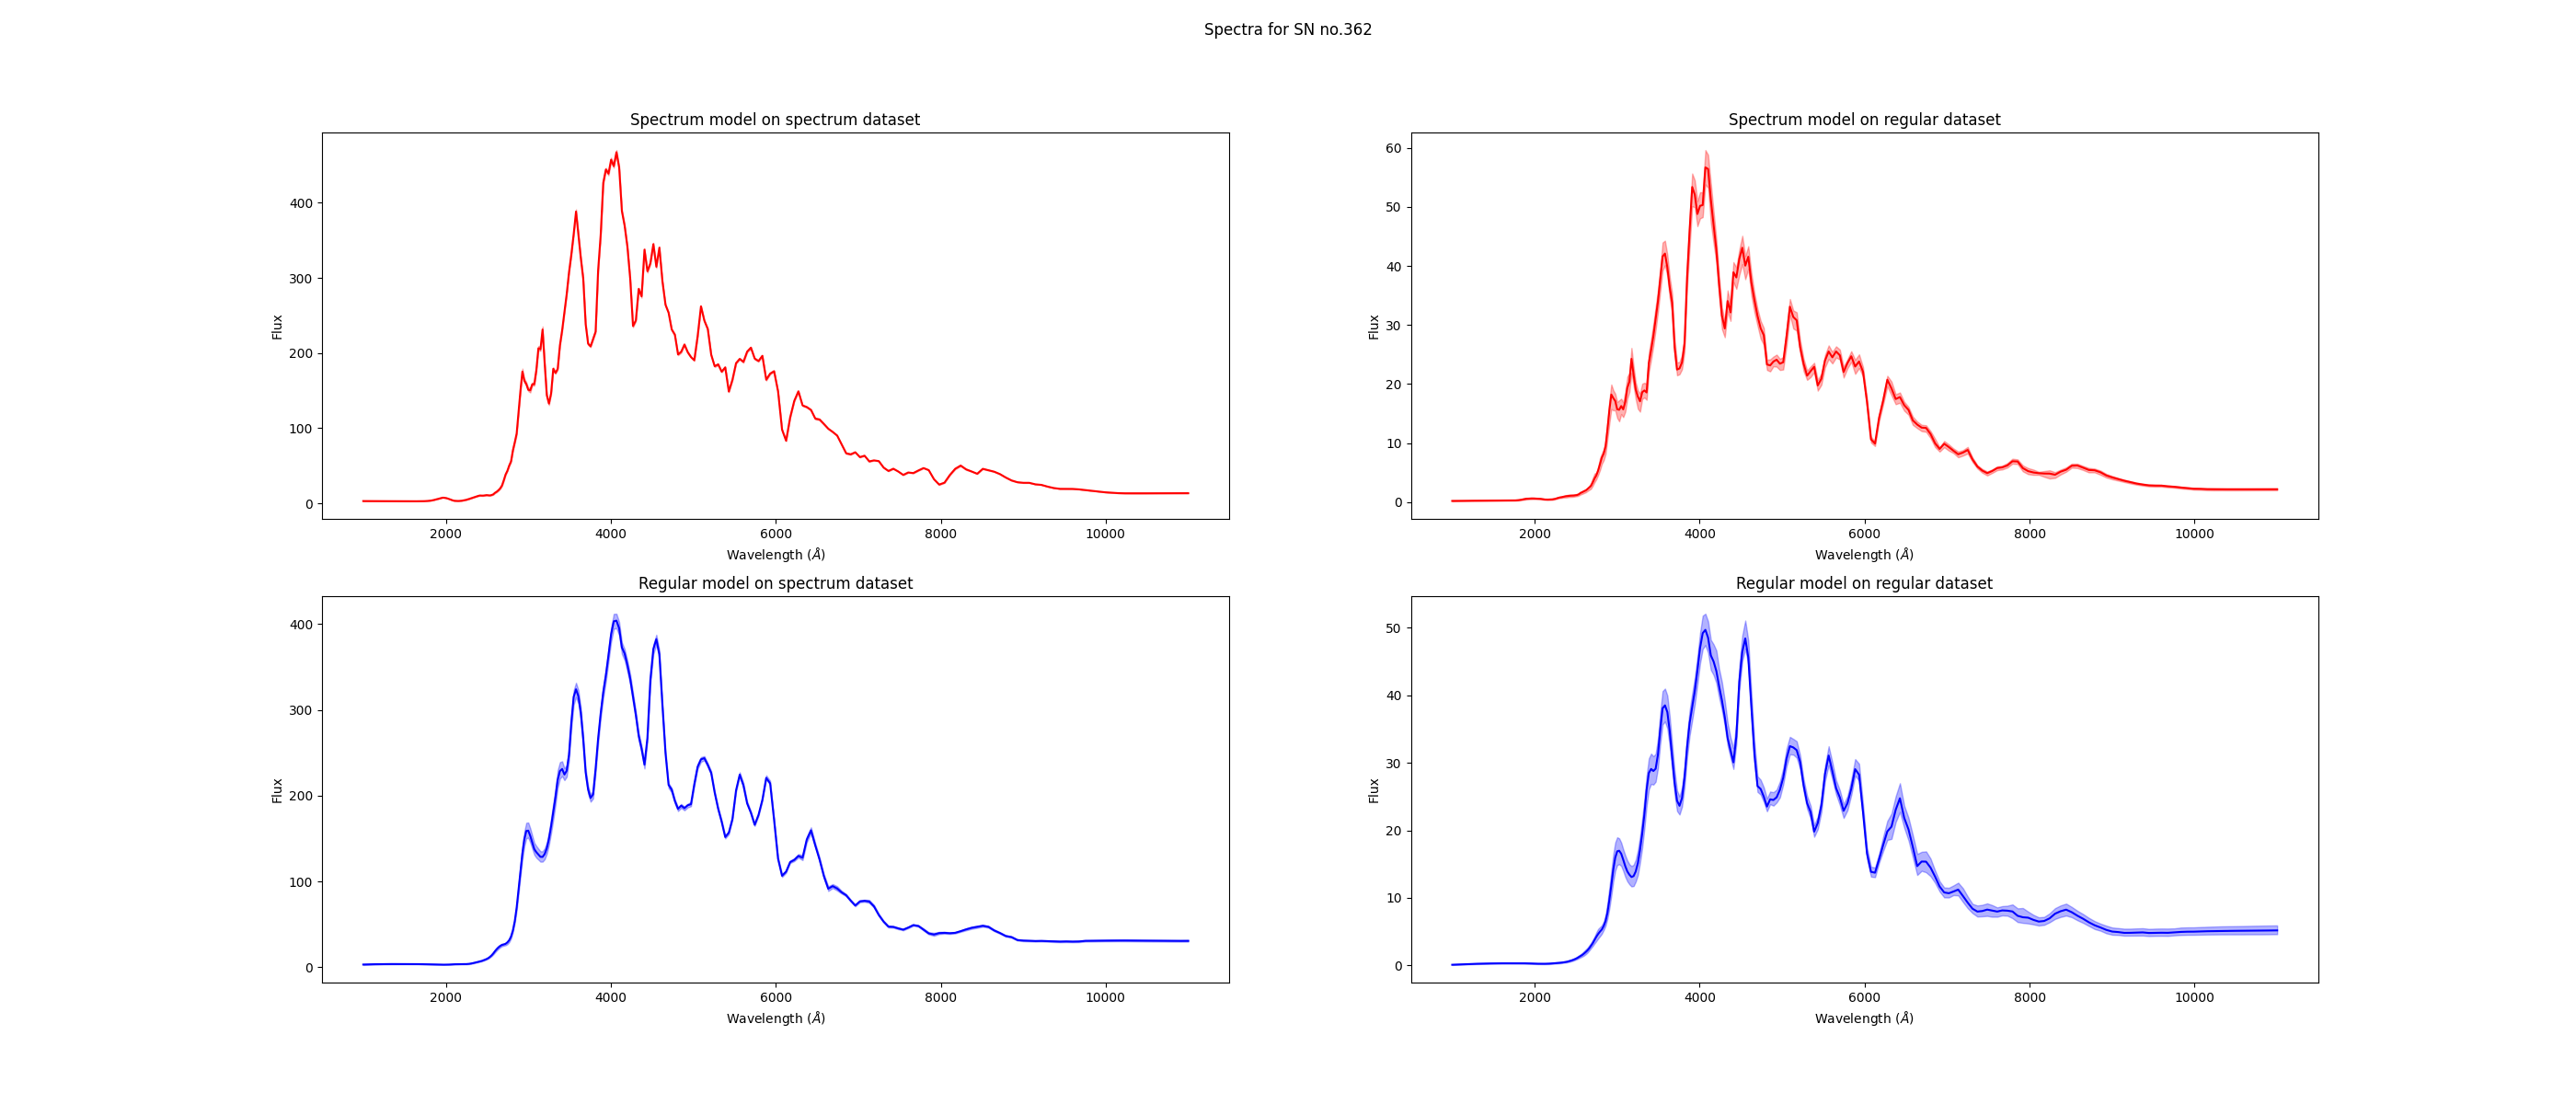 Spectra for SN no.362
Spectrum model on spectrum dataset
Flux
400
300
200
100
0
2000 4000 6000 8000 10000
Wavelength (Å)
Spectrum model on regular dataset
Flux
60
50
40
30
20
10
0
2000 4000 6000 8000 10000
Wavelength (Å)
Regular model on spectrum dataset
Flux
400
300
200
100
0
2000 4000 6000 8000 10000
Wavelength (Å)
Regular model on regular dataset
Flux
50
40
30
20
10
0
2000 4000 6000 8000 10000
Wavelength (Å)